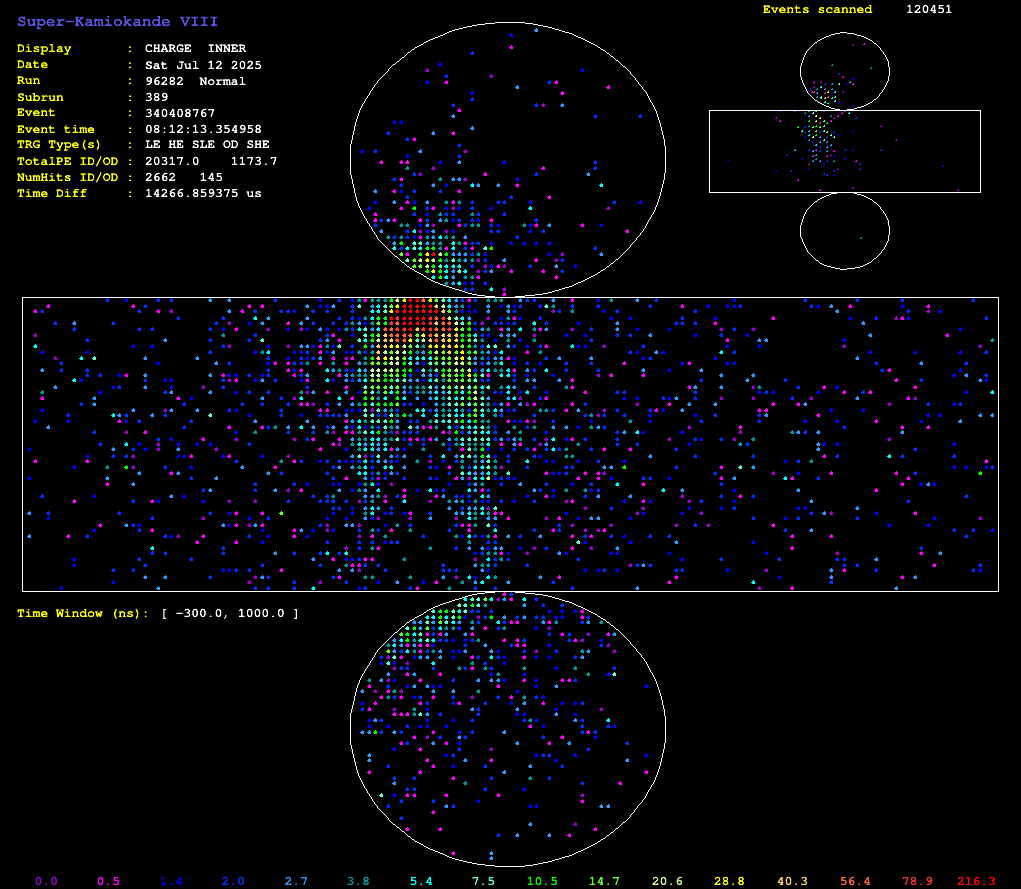 Super-Kamiokande VIII
Events scanned 120451
Display : CHARGE INNER
Date : Sat Jul 12 2025
Run : 96282 Normal
Subrun : 389
Event : 340408767
Event time : 08:12:13.354958
TRG Type(s) : LE HE SLE OD SHE
TotalPE ID/OD : 20317.0 1173.7
NumHits ID/OD : 2662 145
Time Diff : 14266.859375 us
Time Window (ns): [ -300.0, 1000.0 ]
0.0 0.5 1.4 2.0 2.7 3.8 5.4 7.5 10.5 14.7 20.6 28.8 40.3 56.4 78.9 216.3